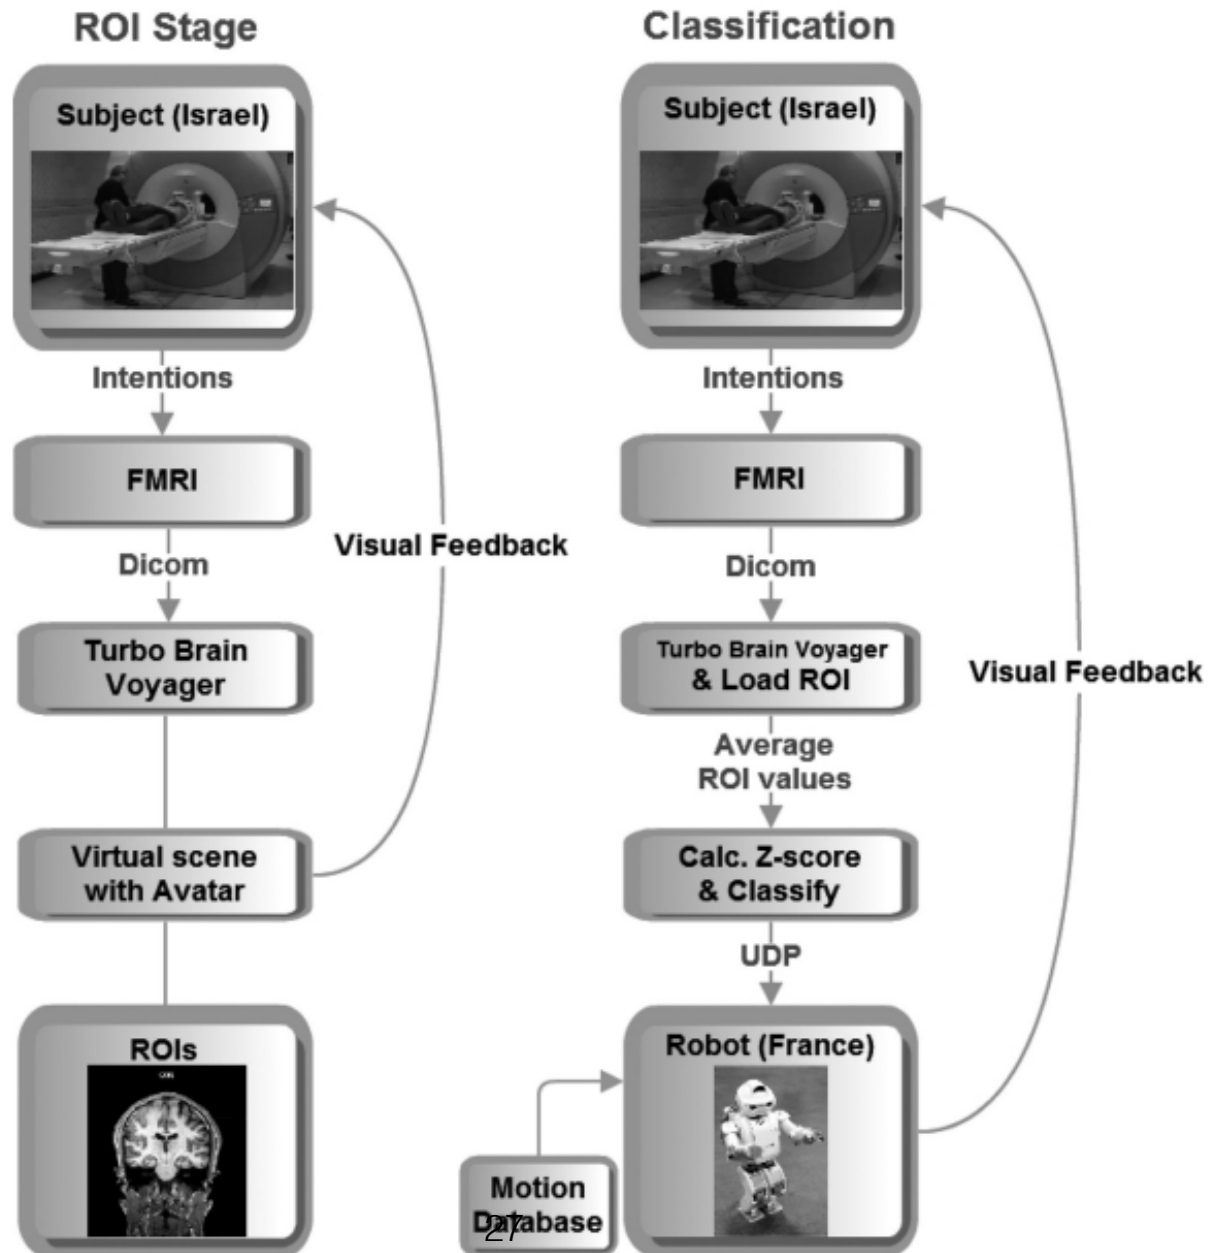 ROI Stage
Subject (Israel)
Intentions
FMRI
Dicom
Turbo Brain
Voyager
Virtual scene
with Avatar
ROIs
Visual Feedback
Classification
Subject (Israel)
Intentions
FMRI
Dicom
Turbo Brain Voyager
& Load ROI
Average
ROI values
Calc. Z-score
& Classify
UDP
Robot (France)
Motion
Database
Visual Feedback
27